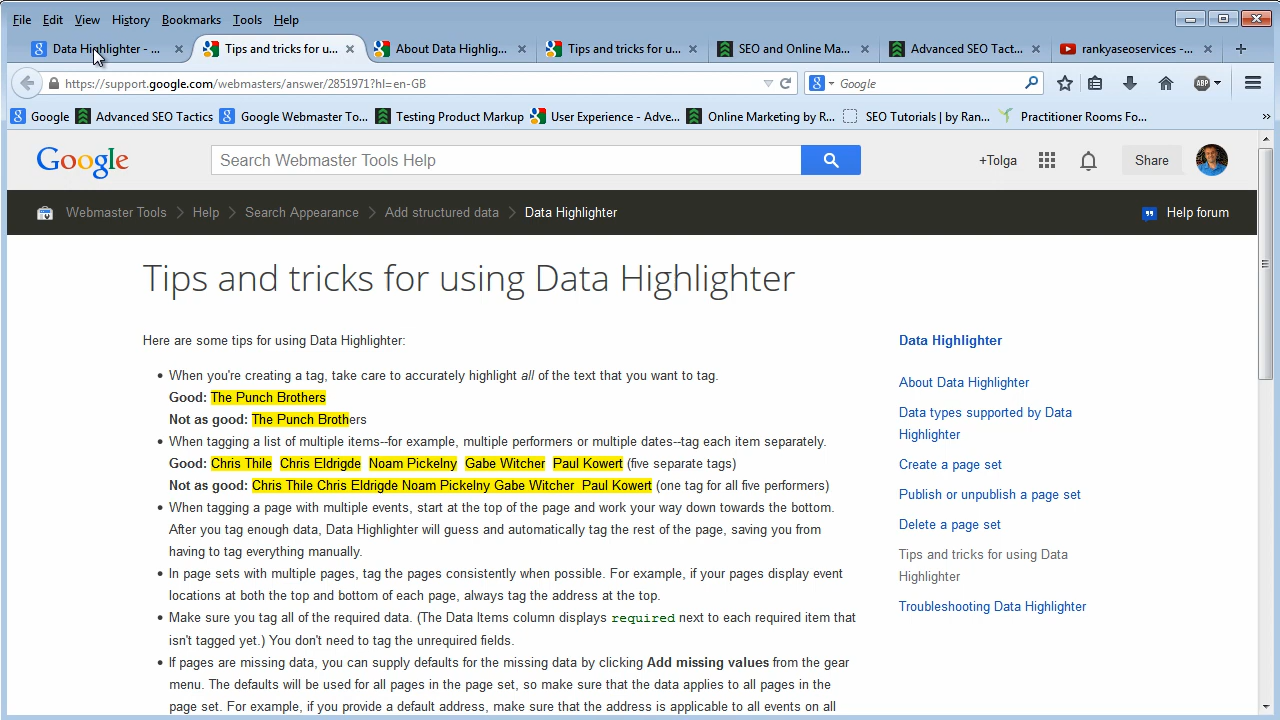 File Edit View History Bookmarks Tools Help
Data Highlighter - ... Tips and tricks for u... About Data Highlig... Tips and tricks for u... SEO and Online Ma... Advanced SEO Tact... rankyaseoservices -...
https://support.google.com/webmasters/answer/2851971?hl=en-GB Google ABP
Google Advanced SEO Tactics Google Webmaster To... Testing Product Markup User Experience - Adve... Online Marketing by R... SEO Tutorials | by Ran... Practitioner Rooms Fo... »
Google Search Webmaster Tools Help +Tolga Share
Webmaster Tools Help Search Appearance Add structured data Data Highlighter Help forum
Tips and tricks for using Data Highlighter
Here are some tips for using Data Highlighter:
• When you're creating a tag, take care to accurately highlight all of the text that you want to tag.
Good: The Punch Brothers
Not as good: The Punch Brothers
• When tagging a list of multiple items--for example, multiple performers or multiple dates--tag each item separately.
Good: Chris Thile Chris Eldrigde Noam Pickelny Gabe Witcher Paul Kowert (five separate tags)
Not as good: Chris Thile Chris Eldrigde Noam Pickelny Gabe Witcher Paul Kowert (one tag for all five performers)
• When tagging a page with multiple events, start at the top of the page and work your way down towards the bottom.
After you tag enough data, Data Highlighter will guess and automatically tag the rest of the page, saving you from
having to tag everything manually.
• In page sets with multiple pages, tag the pages consistently when possible. For example, if your pages display event
locations at both the top and bottom of each page, always tag the address at the top.
• Make sure you tag all of the required data. (The Data Items column displays required next to each required item that
isn't tagged yet.) You don't need to tag the unrequired fields.
• If pages are missing data, you can supply defaults for the missing data by clicking Add missing values from the gear
menu. The defaults will be used for all pages in the page set, so make sure that the data applies to all pages in the
page set. For example, if you provide a default address, make sure that the address is applicable to all events on all
Data Highlighter
About Data Highlighter
Data types supported by Data
Highlighter
Create a page set
Publish or unpublish a page set
Delete a page set
Tips and tricks for using Data
Highlighter
Troubleshooting Data Highlighter